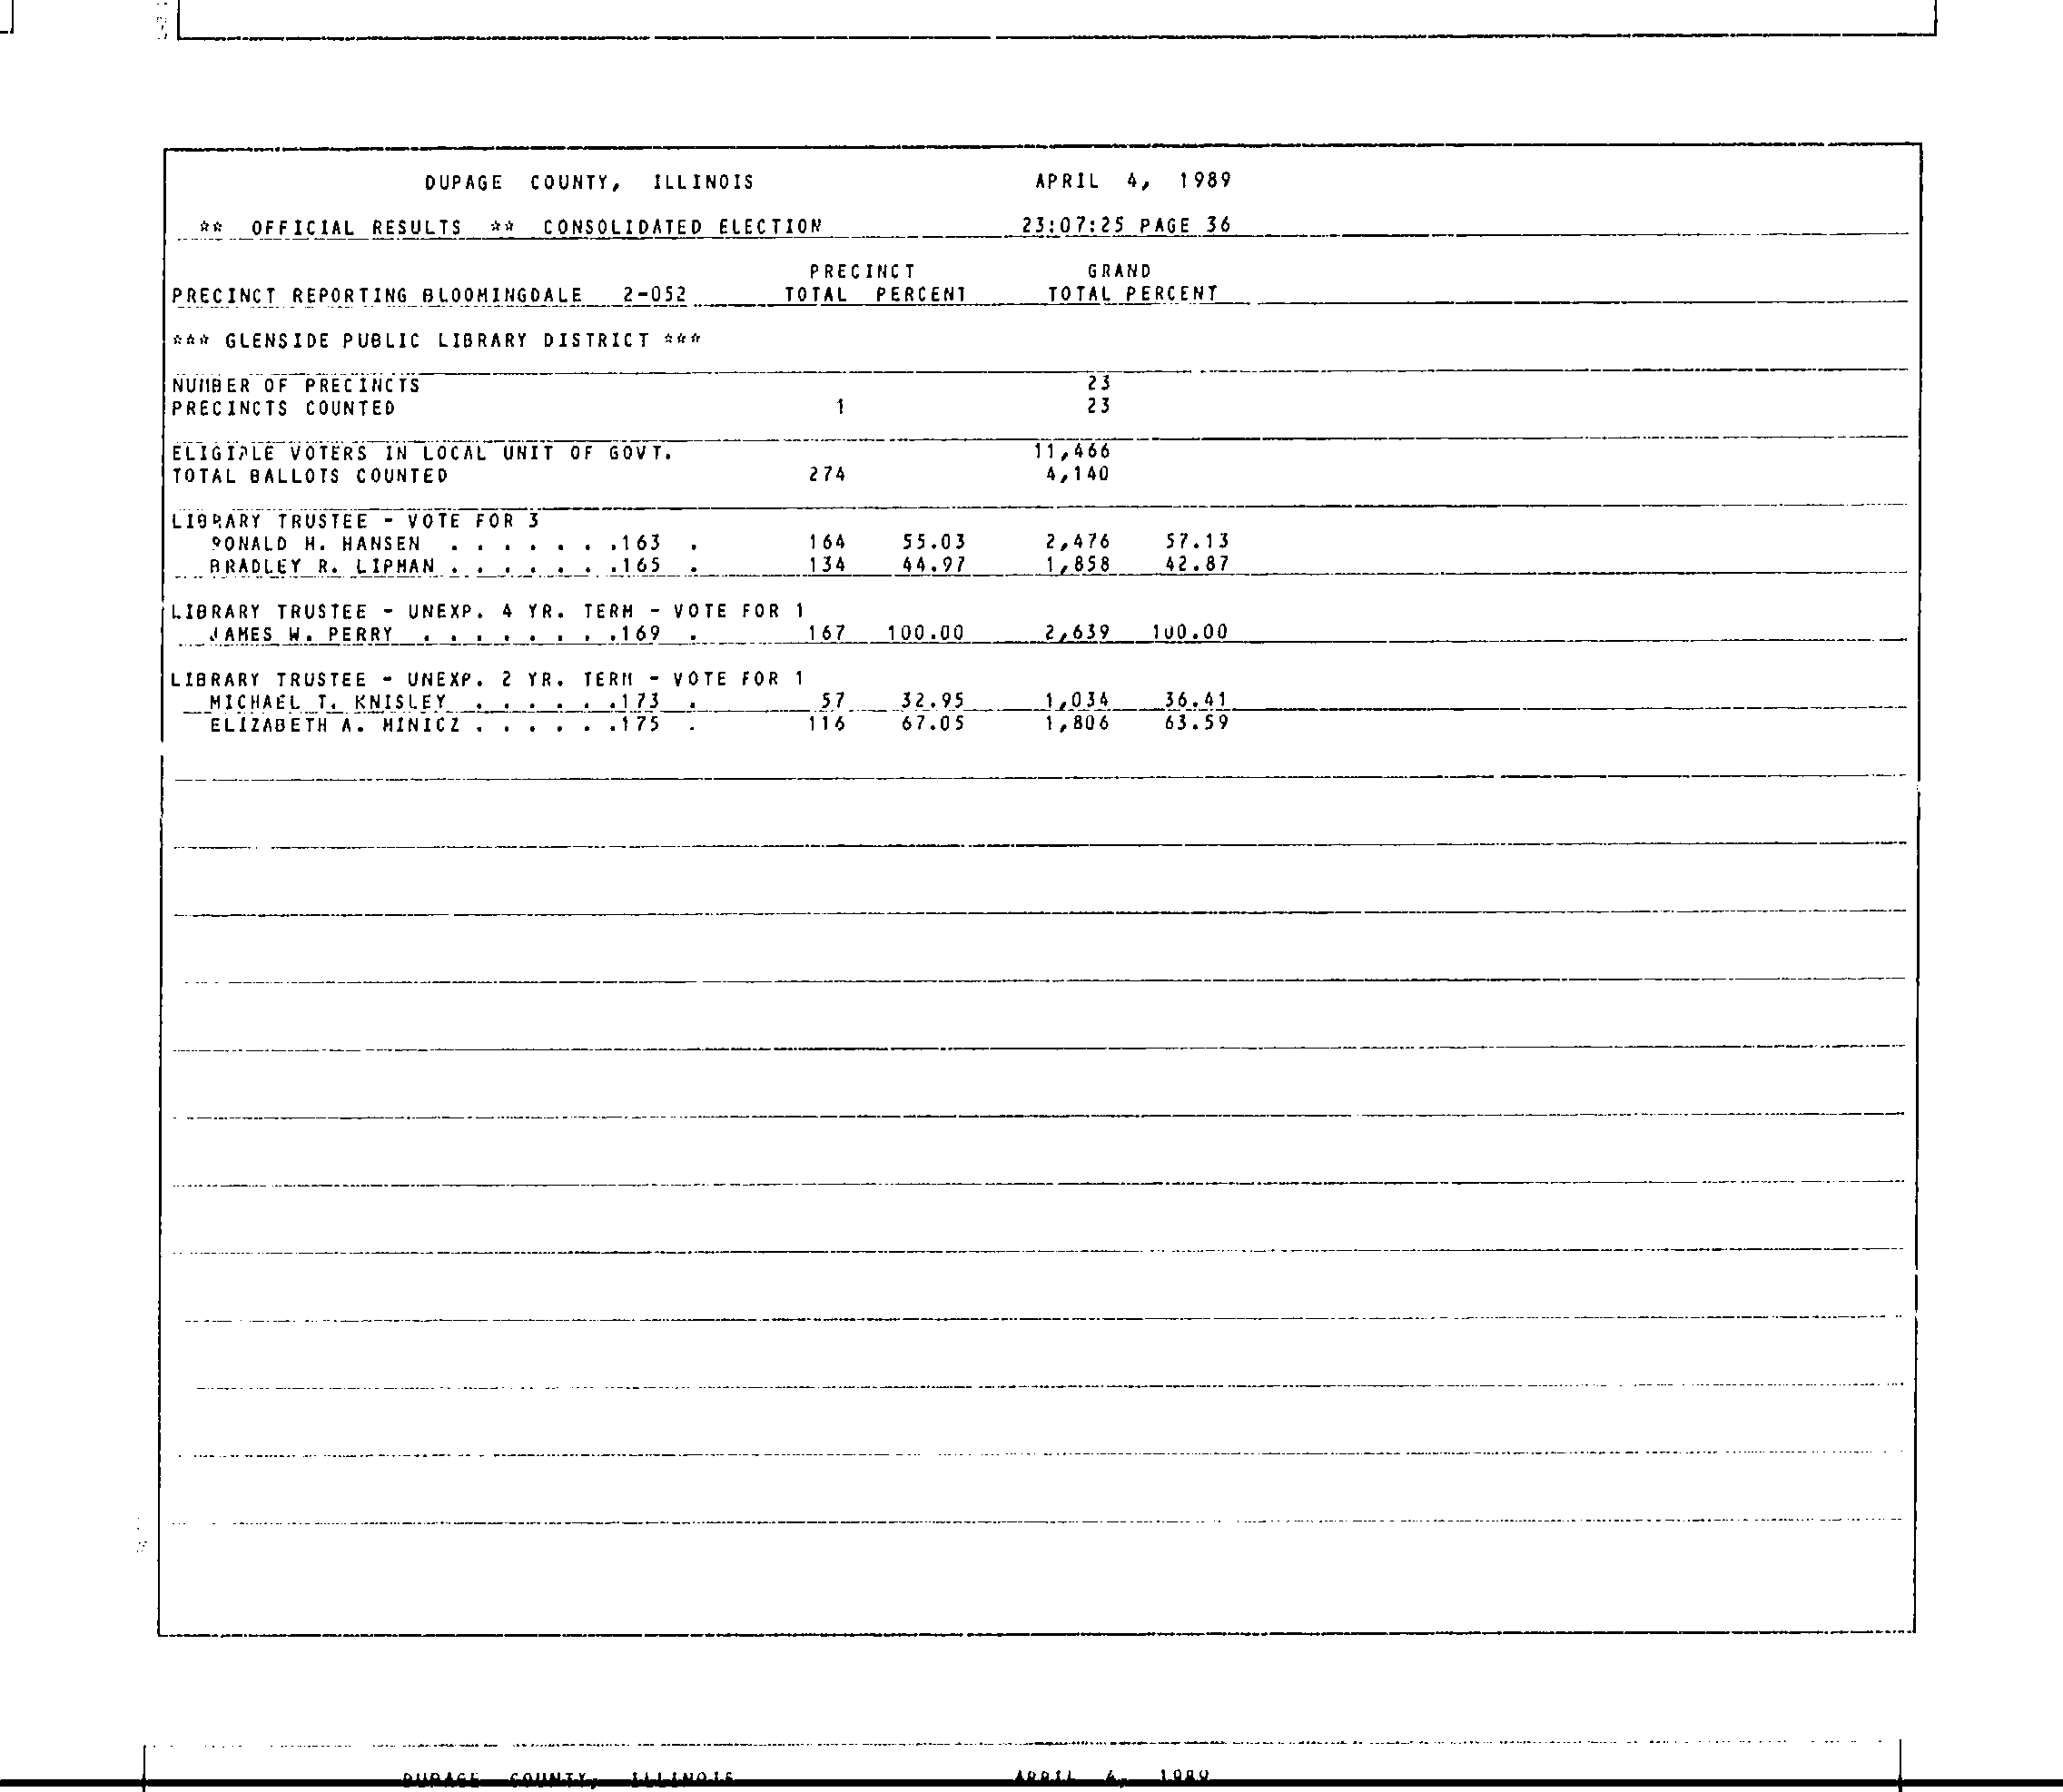 DUPAGE COUNTY, ILLINOIS APRIL 4, 1989
** OFFICIAL RESULTS ** CONSOLIDATED ELECTION 23:07:25 PAGE 36
PRECINCT GRAND
PRECINCT REPORTING BLOOMINGDALE 2-052 TOTAL PERCENT TOTAL PERCENT
*** GLENSIDE PUBLIC LIBRARY DISTRICT ***
NUMBER OF PRECINCTS 23
PRECINCTS COUNTED 1 23
ELIGIBLE VOTERS IN LOCAL UNIT OF GOVT. 11,466
TOTAL BALLOTS COUNTED 274 4,140
LIBRARY TRUSTEE - VOTE FOR 3
RONALD H. HANSEN . . . . . . .163 . 164 55.03 2,476 57.13
BRADLEY R. LIPMAN . . . . . . .165 . 134 44.97 1,858 42.87
LIBRARY TRUSTEE - UNEXP. 4 YR. TERM - VOTE FOR 1
JAMES W. PERRY . . . . . . . .169 . 167 100.00 2,639 100.00
LIBRARY TRUSTEE - UNEXP. 2 YR. TERM - VOTE FOR 1
MICHAEL T. KNISLEY . . . . . .173 . 57 32.95 1,034 36.41
ELIZABETH A. MINICZ . . . . . .175 . 116 67.05 1,806 63.59
DUPAGE COUNTY, ILLINOIS APRIL 4, 1989